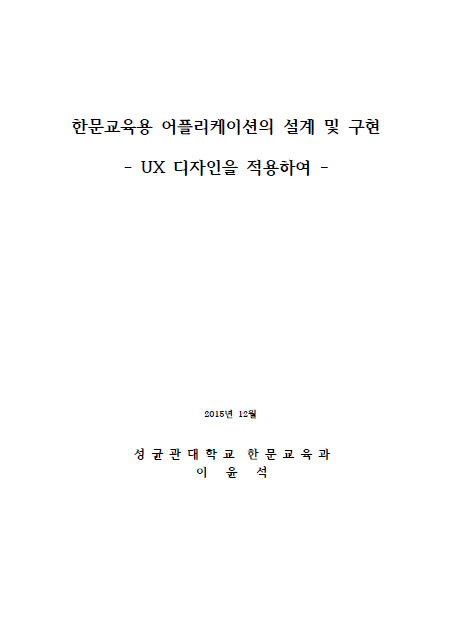 한문교육용 어플리케이션의 설계 및 구현
- UX 디자인을 적용하여 -
2015년 12월
성 균 관 대 학 교 한 문 교 육 과
이 윤 석